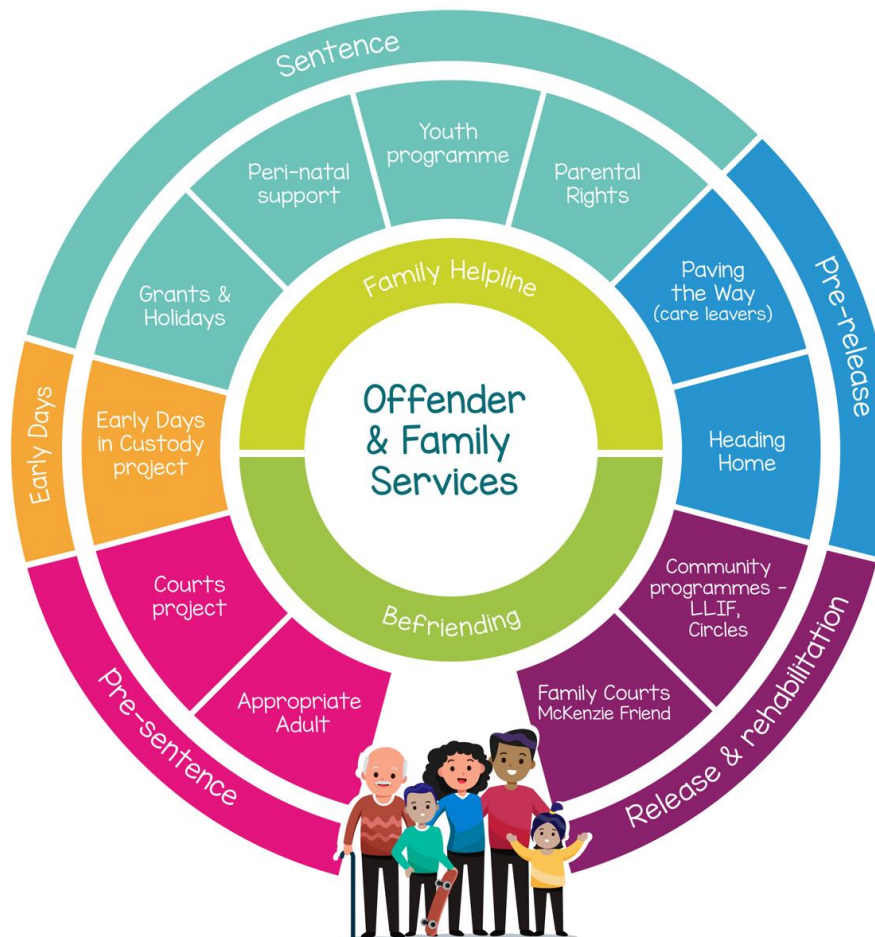 Sentence
Youth
programme
Peri-natal
support
Parental
Rights
Grants &
Holidays
Paving
the Way
(care leavers)
Pre-release
Family Helpline
Early Days
Early Days
in Custody
project
Offender
& Family
Services
Heading
Home
Courts
project
Community
programmes -
LLIF,
Circles
Befriending
Pre-sentence
Appropriate
Adult
Family Courts
McKenzie Friend
Release & rehabilitation